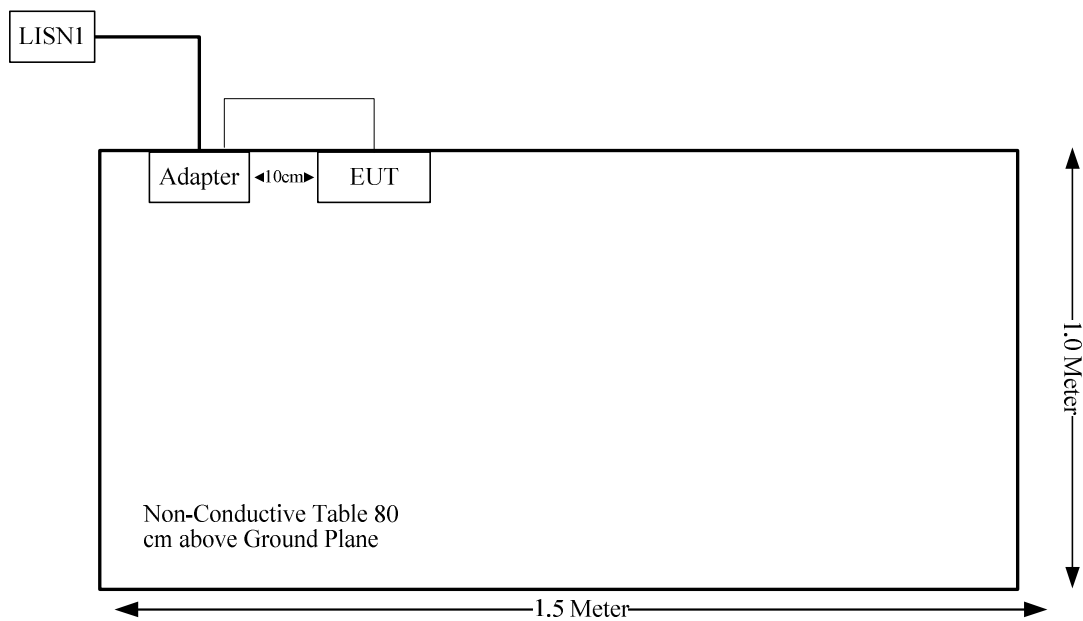 LISN1
Adapter
10cm
EUT
1.0 Meter
Non-Conductive Table 80
cm above Ground Plane
1.5 Meter